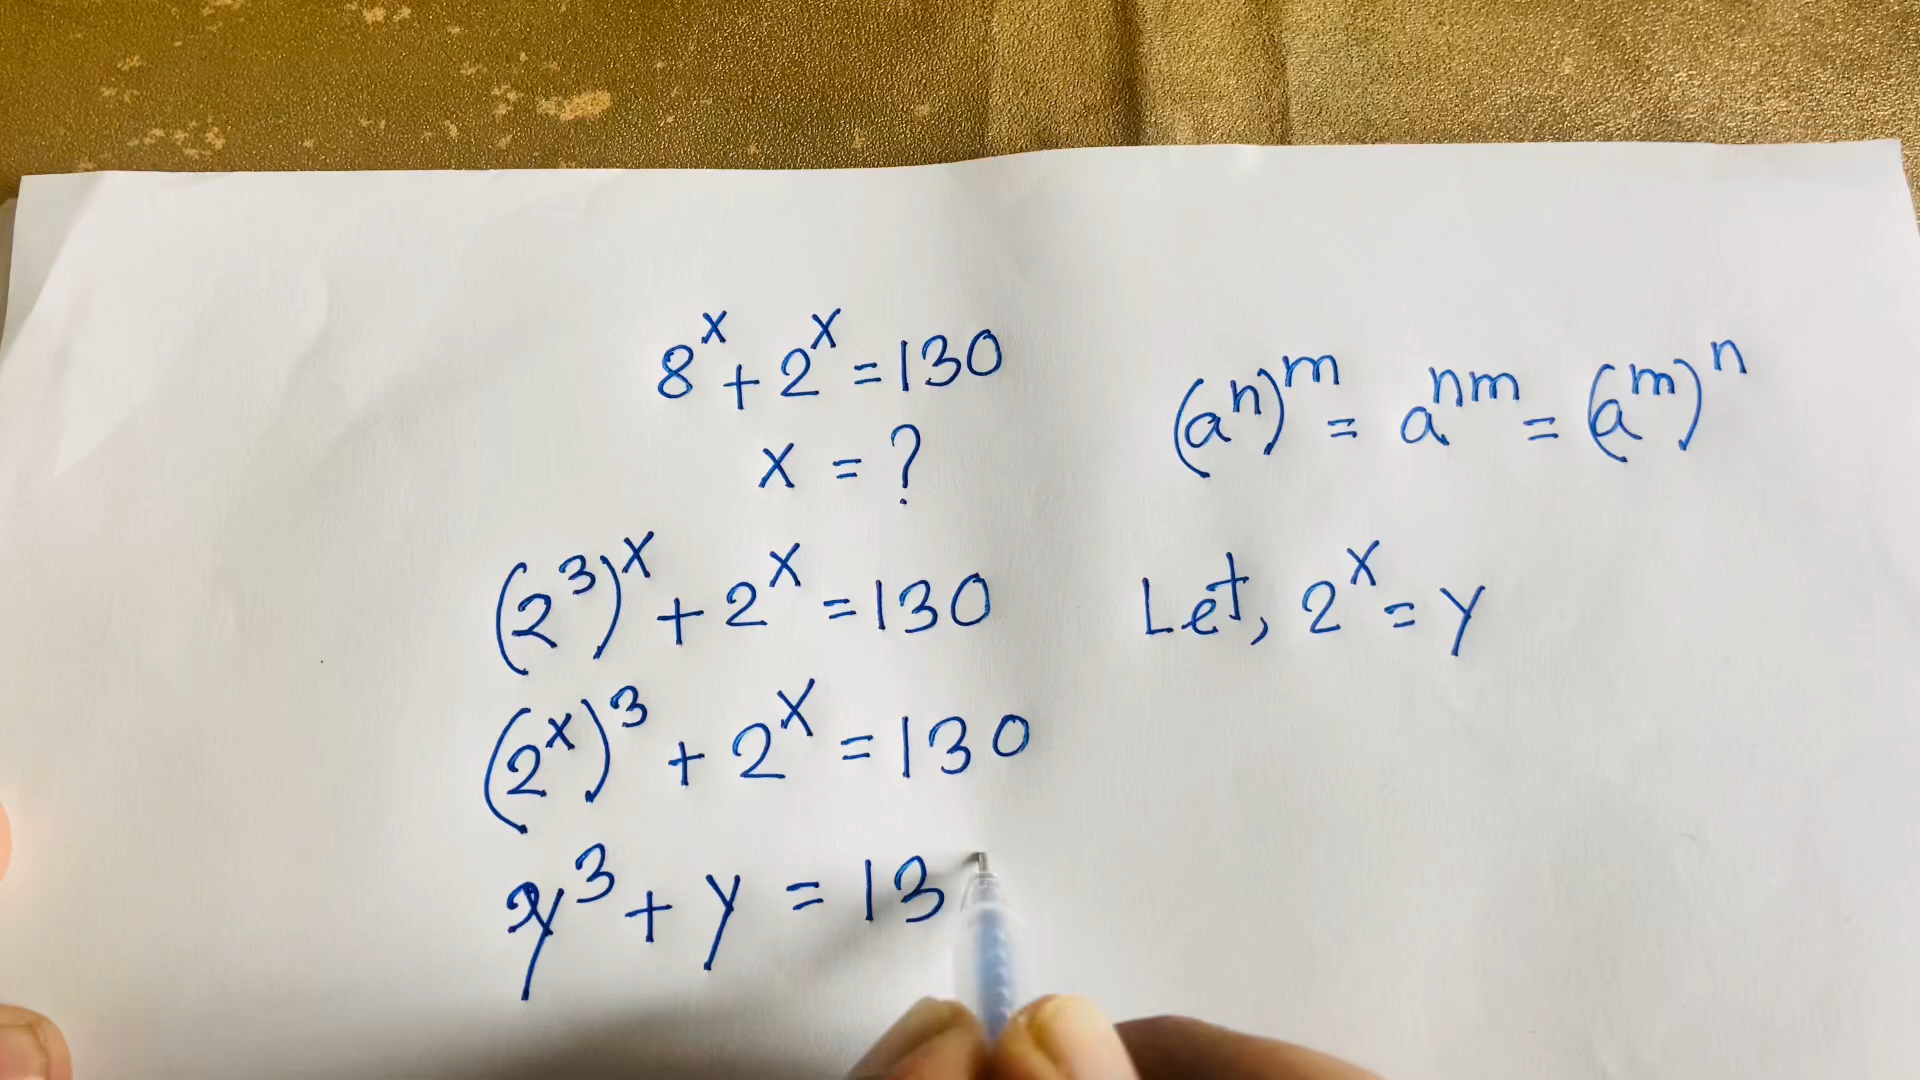 8^x + 2^x = 130
x = ?
(2^3)^x + 2^x = 130
(2^x)^3 + 2^x = 130
y^3 + y = 13
(a^n)^m = a^nm = (a^m)^n
Let, 2^x = y